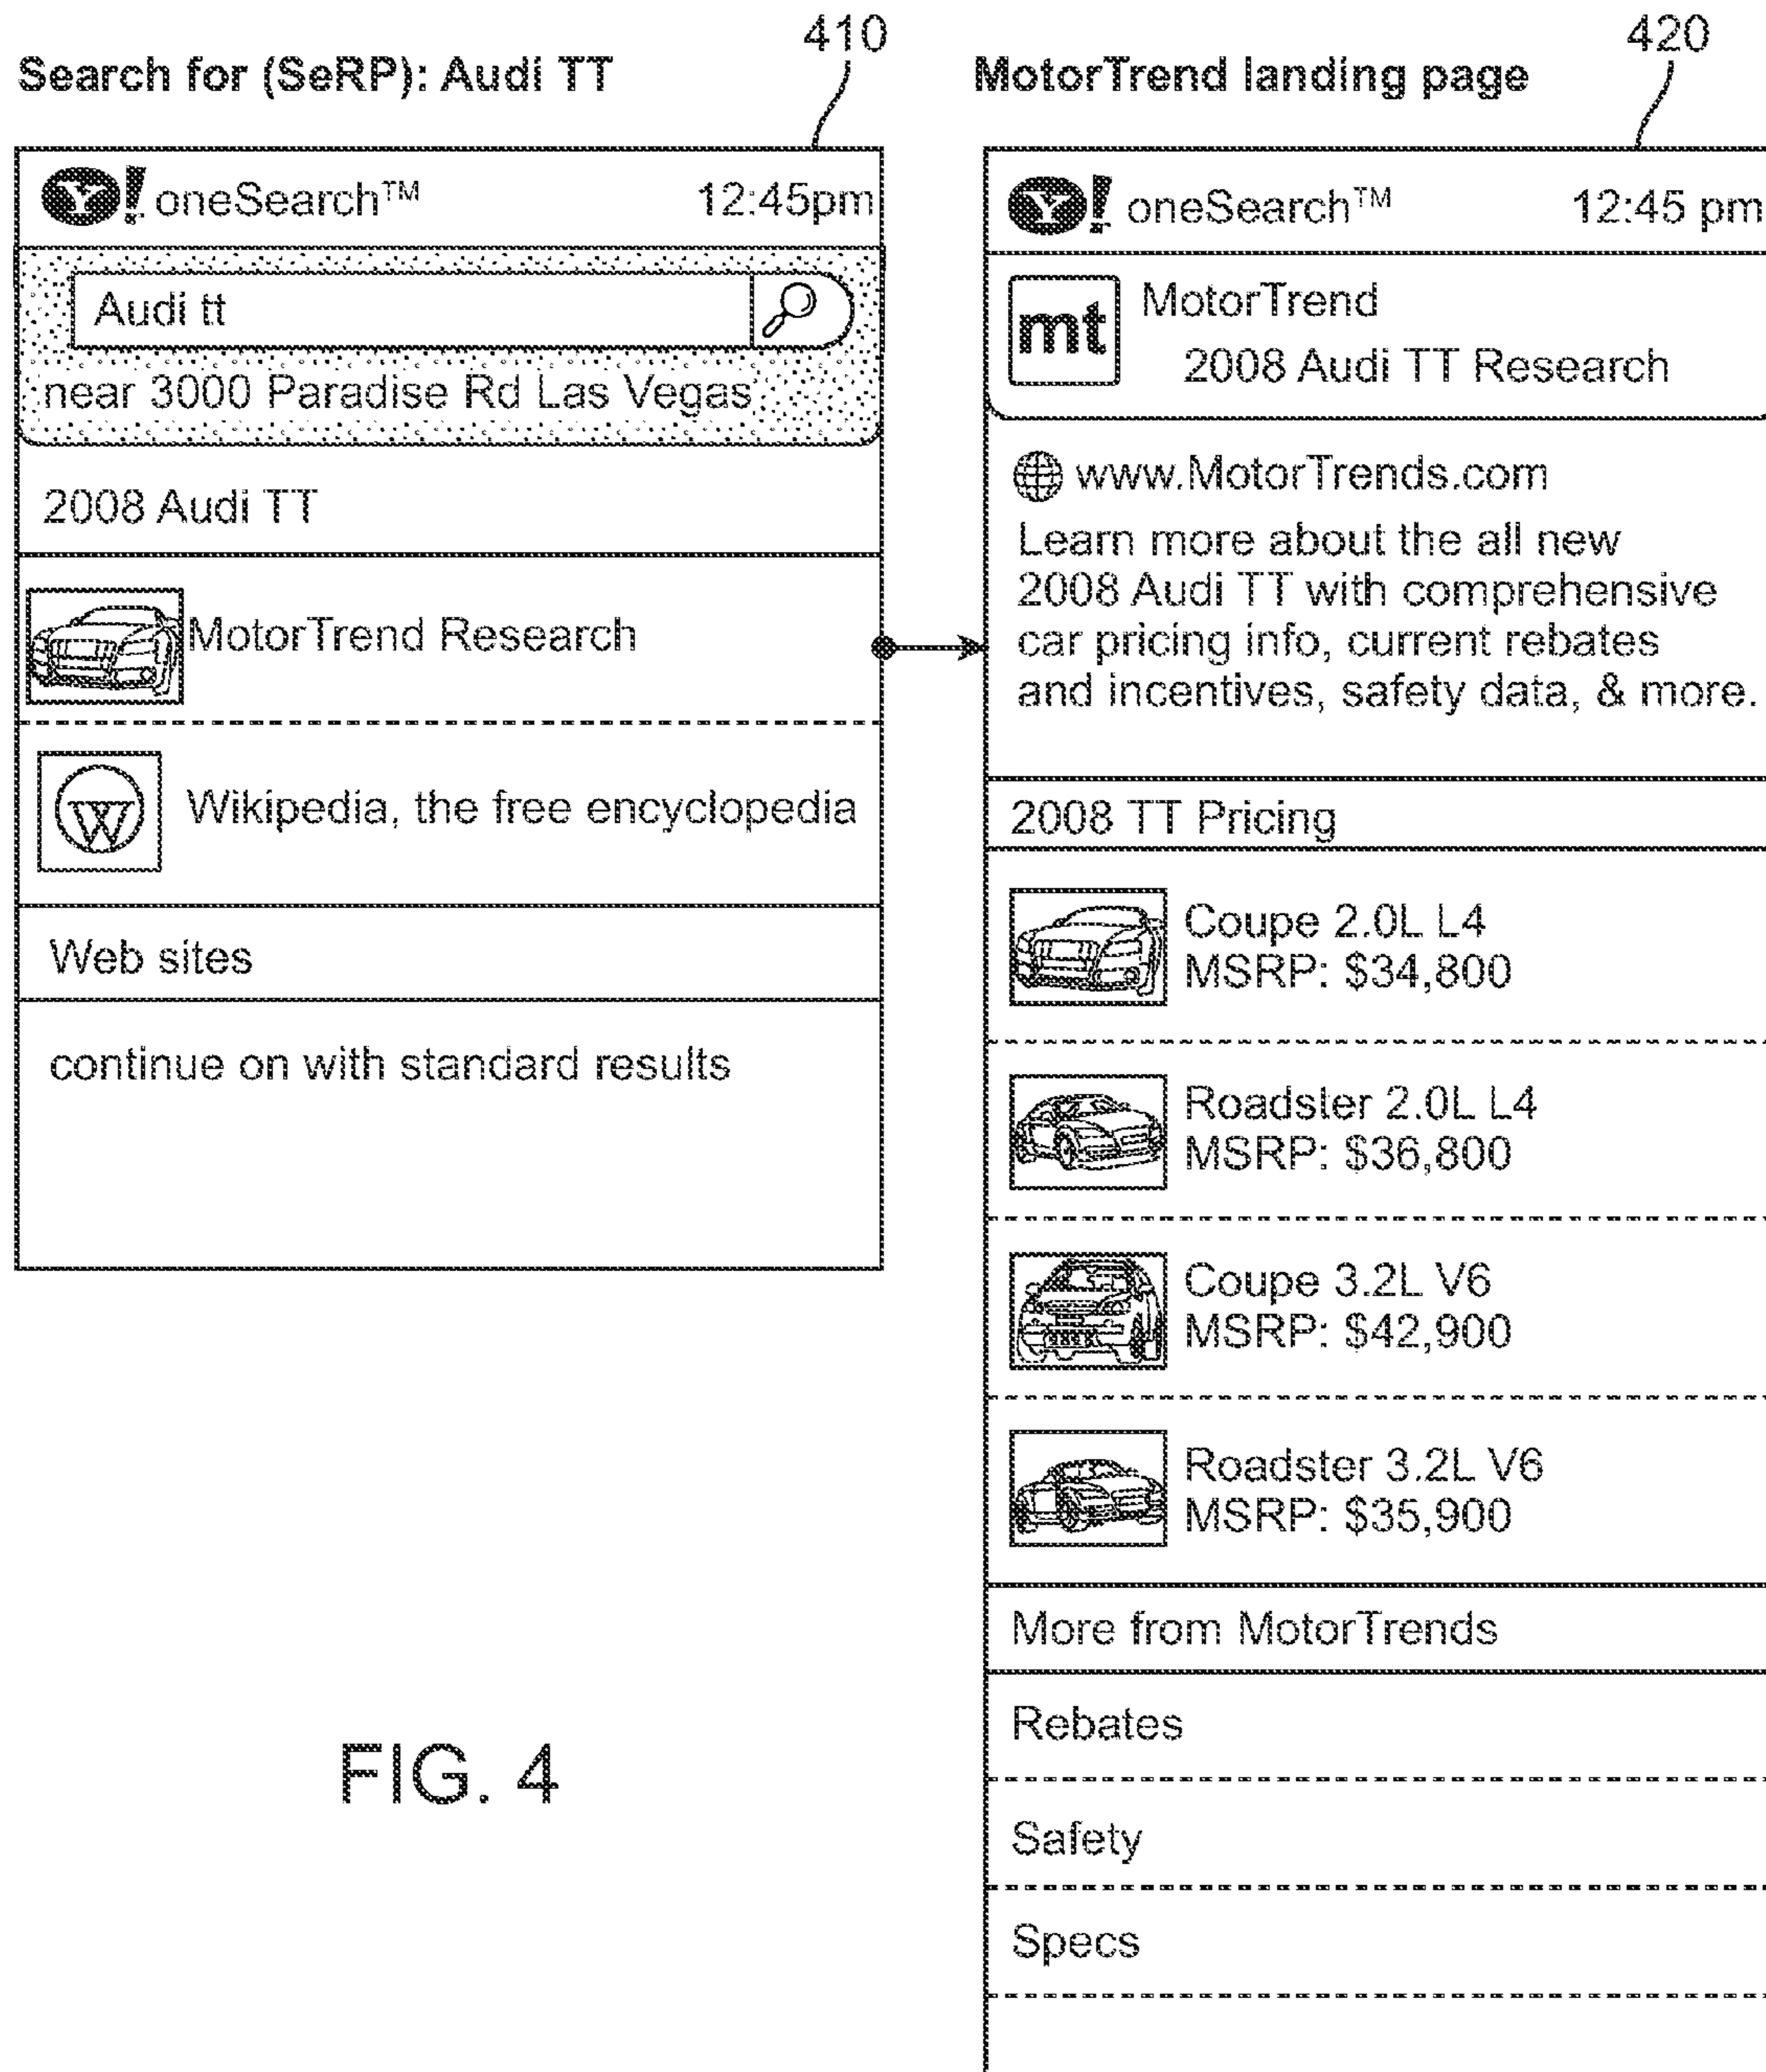 410
Search for (SeRP): Audi TT
Y! oneSearch™ 12:45pm
Audi tt
near 3000 Paradise Rd Las Vegas
2008 Audi TT
MotorTrend Research
W Wikipedia, the free encyclopedia
Web sites
continue on with standard results
FIG. 4
420
MotorTrend landing page
Y! oneSearch™ 12:45 pm
mt MotorTrend
2008 Audi TT Research
www.MotorTrends.com
Learn more about the all new
2008 Audi TT with comprehensive
car pricing info, current rebates
and incentives, safety data, & more.
2008 TT Pricing
Coupe 2.0L L4
MSRP: $34,800
Roadster 2.0L L4
MSRP: $36,800
Coupe 3.2L V6
MSRP: $42,900
Roadster 3.2L V6
MSRP: $35,900
More from MotorTrends
Rebates
Safety
Specs